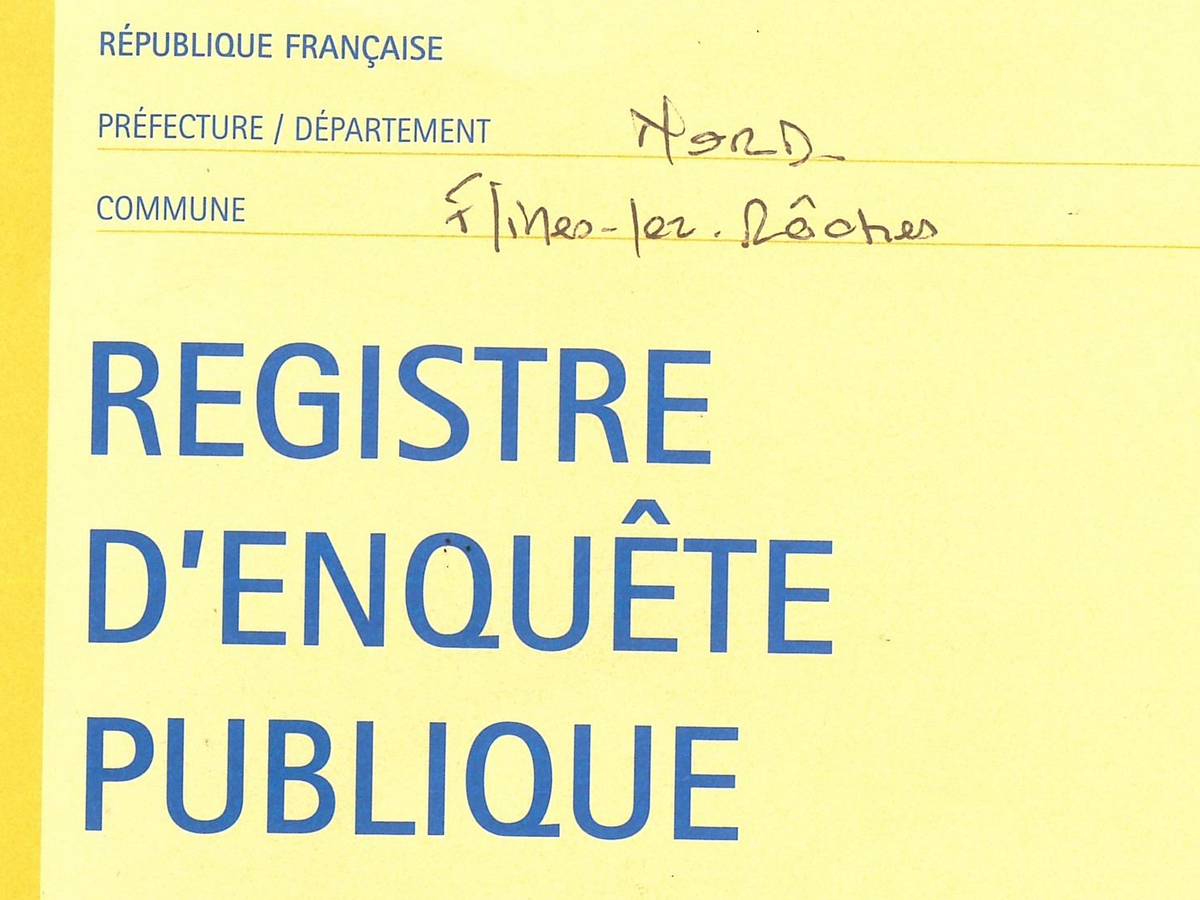 RÉPUBLIQUE FRANÇAISE
PRÉFECTURE / DÉPARTEMENT NORD
COMMUNE Flines-lez-Râches
REGISTRE
D'ENQUÊTE
PUBLIQUE